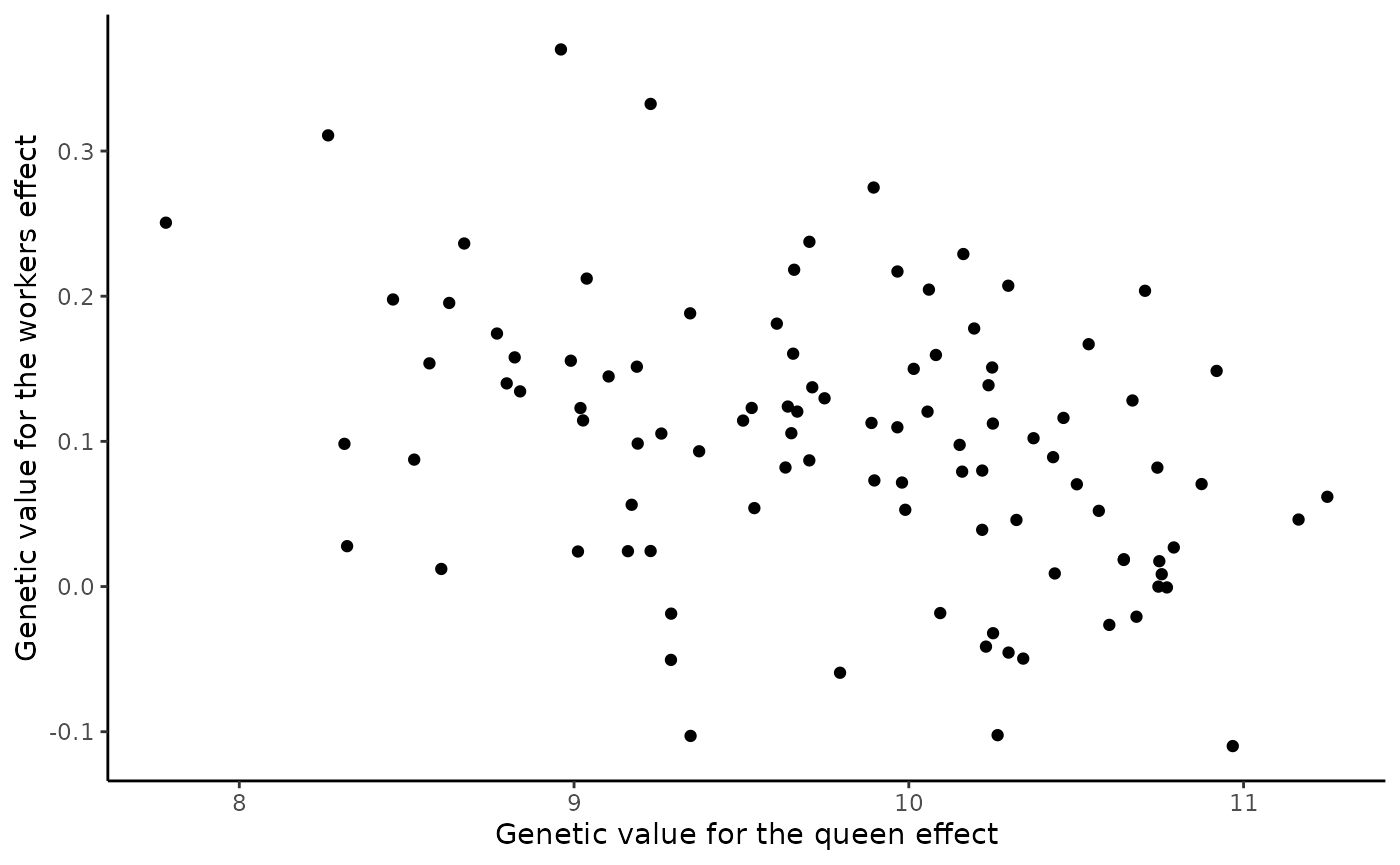 Genetic value for the workers effect
0.3
0.2
0.1
0.0
-0.1
8 9 10 11
Genetic value for the queen effect